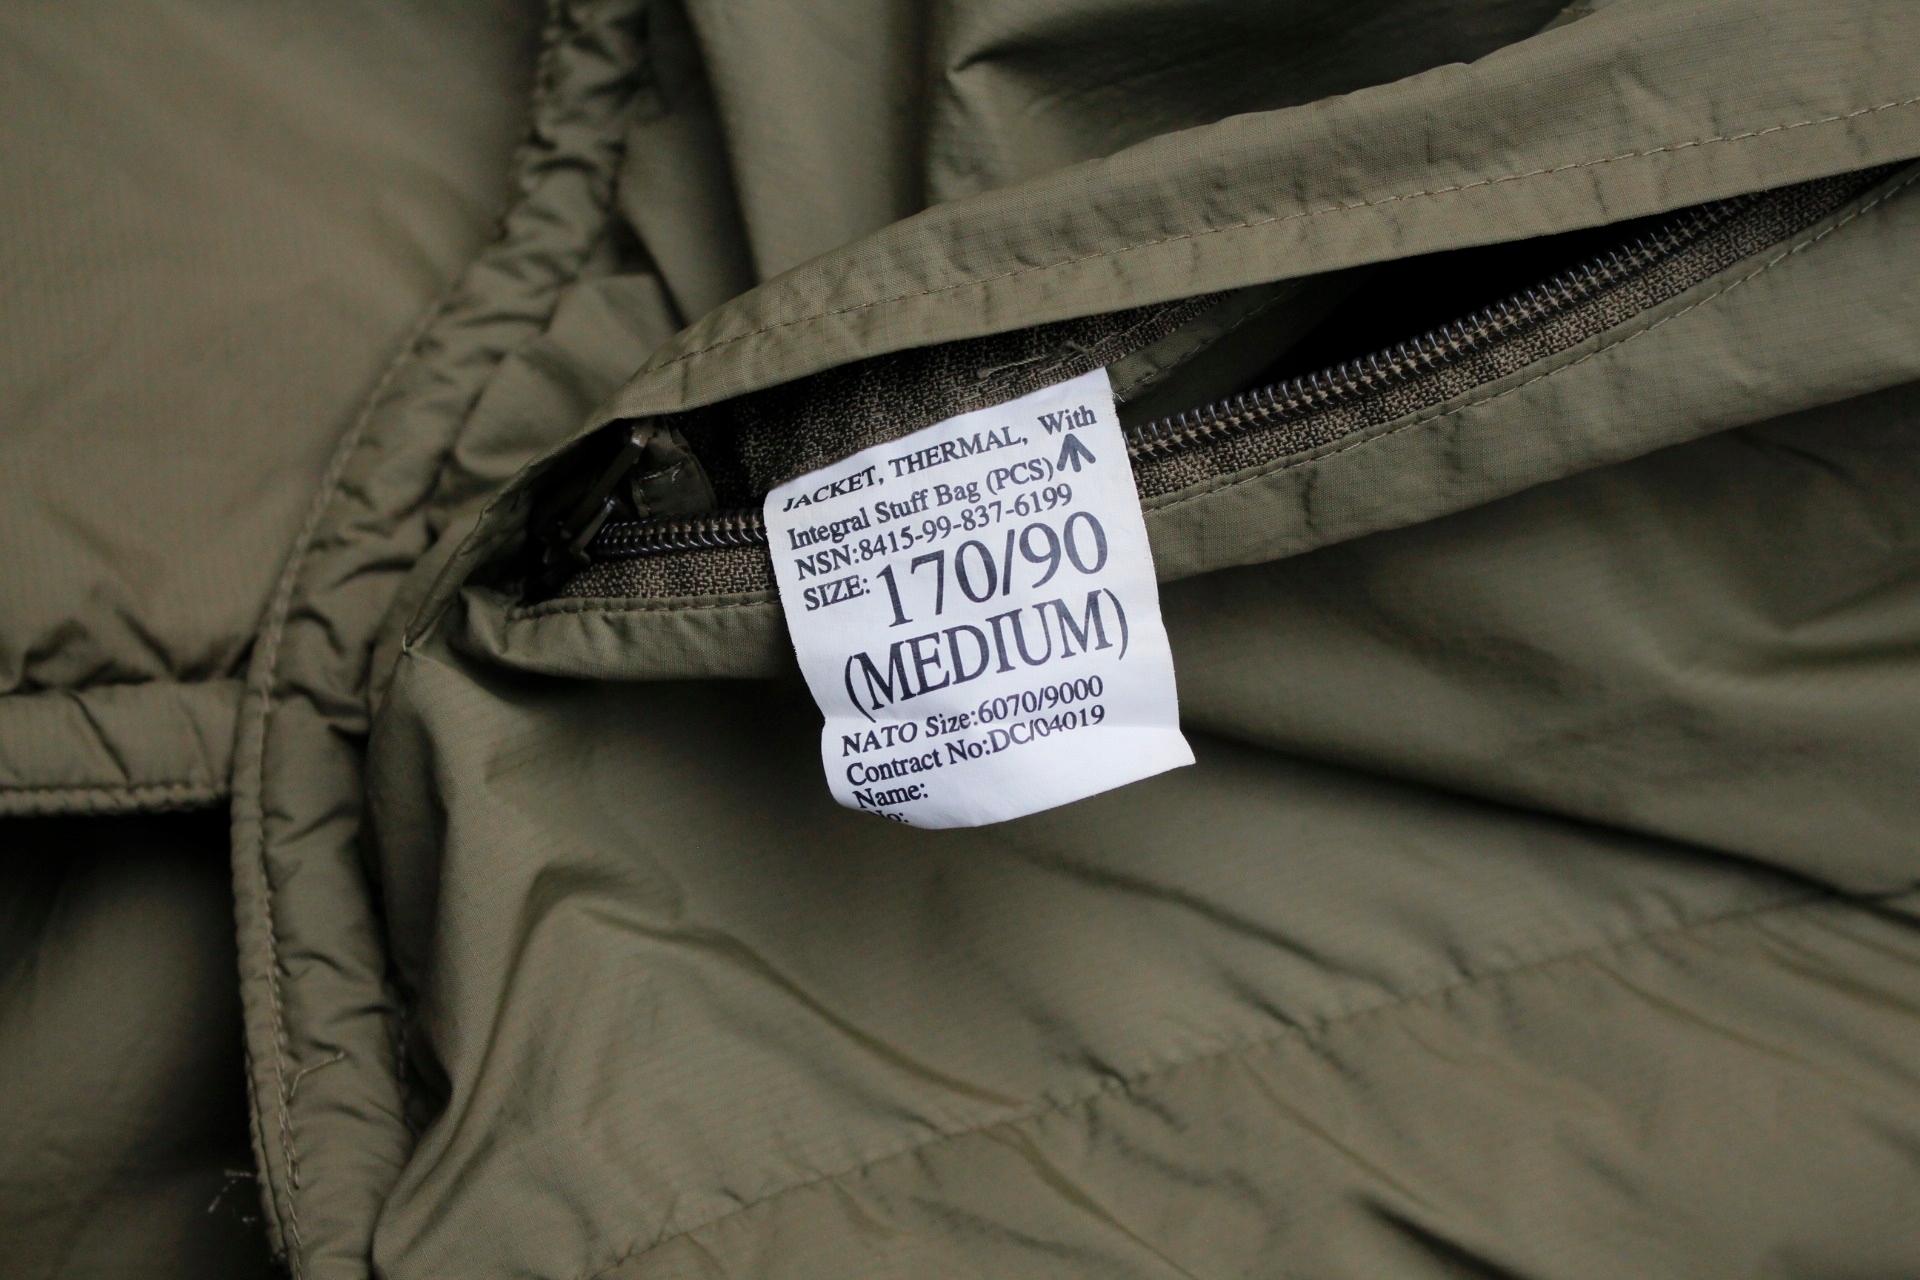 JACKET, THERMAL, With
Integral Stuff Bag (PCS)
NSN:8415-99-837-6199
SIZE: 170/90
(MEDIUM)
NATO Size:6070/9000
Contract No:DC/04019
Name:
No: